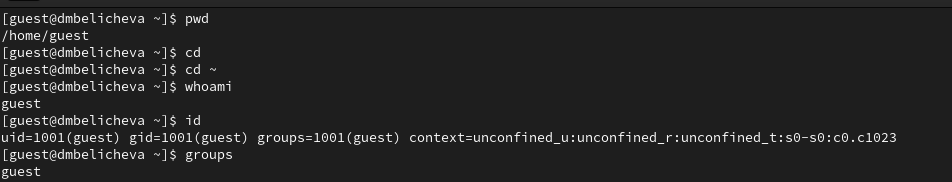 [guest@dmbelicheva ~]$ pwd
/home/guest
[guest@dmbelicheva ~]$ cd
[guest@dmbelicheva ~]$ cd ~
[guest@dmbelicheva ~]$ whoami
guest
[guest@dmbelicheva ~]$ id
uid=1001(guest) gid=1001(guest) groups=1001(guest) context=unconfined_u:unconfined_r:unconfined_t:s0-s0:c0.c1023
[guest@dmbelicheva ~]$ groups
guest